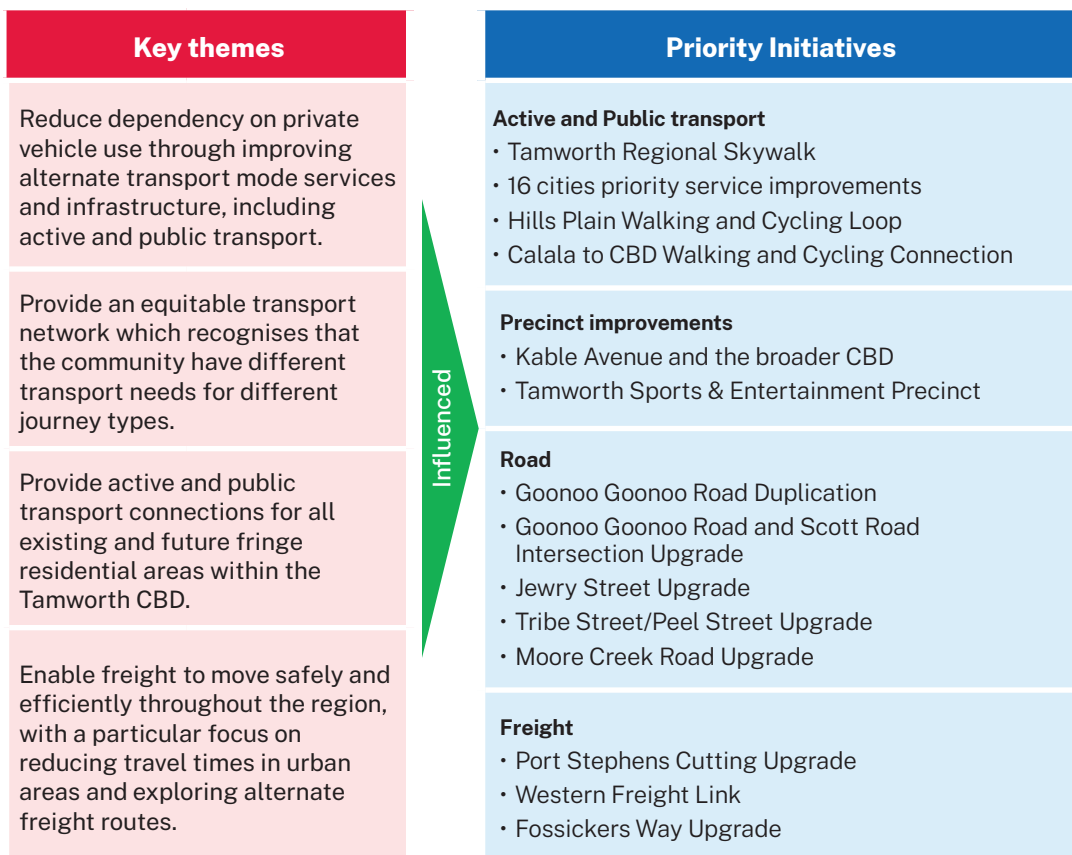 Key themes
Reduce dependency on private
vehicle use through improving
alternate transport mode services
and infrastructure, including
active and public transport.
Provide an equitable transport
network which recognises that
the community have different
transport needs for different
journey types.
Provide active and public
transport connections for all
existing and future fringe
residential areas within the
Tamworth CBD.
Enable freight to move safely and
efficiently throughout the region,
with a particular focus on
reducing travel times in urban
areas and exploring alternate
freight routes.
Influenced
Priority Initiatives
Active and Public transport
• Tamworth Regional Skywalk
• 16 cities priority service improvements
• Hills Plain Walking and Cycling Loop
• Calala to CBD Walking and Cycling Connection
Precinct improvements
• Kable Avenue and the broader CBD
• Tamworth Sports & Entertainment Precinct
Road
• Goonoo Goonoo Road Duplication
• Goonoo Goonoo Road and Scott Road
Intersection Upgrade
• Jewry Street Upgrade
• Tribe Street/Peel Street Upgrade
• Moore Creek Road Upgrade
Freight
• Port Stephens Cutting Upgrade
• Western Freight Link
• Fossickers Way Upgrade